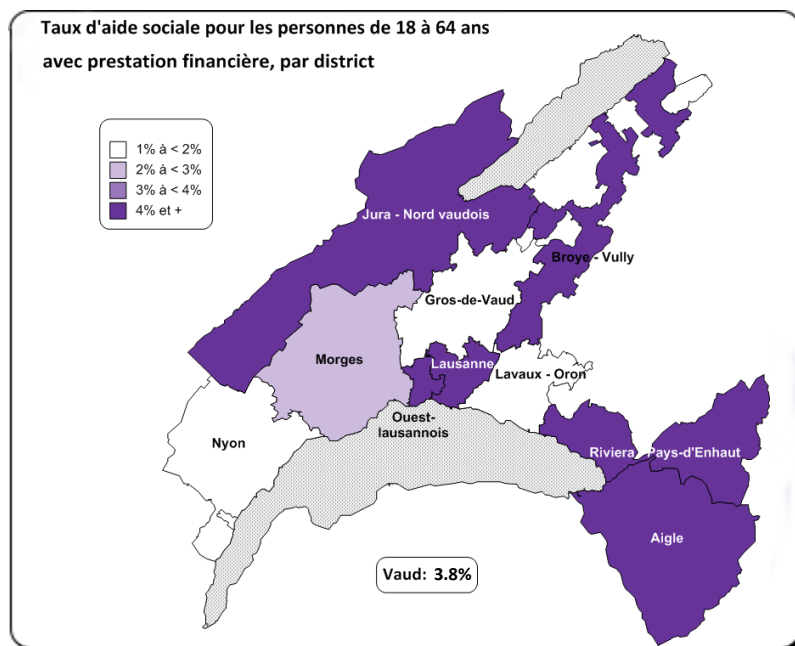 Taux d'aide sociale pour les personnes de 18 à 64 ans
avec prestation financière, par district
1% à < 2%
2% à < 3%
3% à < 4%
4% et +
Jura - Nord vaudois
Broye - Vully
Gros-de-Vaud
Morges
Lausanne
Lavaux - Oron
Ouest-
lausannois
Nyon
Riviera - Pays-d'Enhaut
Aigle
Vaud: 3.8%